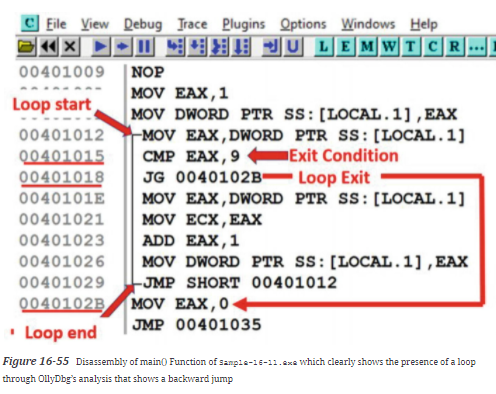 C File View Debug Trace Plugins Options Windows Help
L E M W T C R ...
00401009 NOP
MOV EAX,1
Loop start MOV DWORD PTR SS:[LOCAL.1],EAX
00401012 MOV EAX,DWORD PTR SS:[LOCAL.1]
00401015 CMP EAX,9 Exit Condition
00401018 JG 0040102B Loop Exit
0040101E MOV EAX,DWORD PTR SS:[LOCAL.1]
00401021 MOV ECX,EAX
00401023 ADD EAX,1
00401026 MOV DWORD PTR SS:[LOCAL.1],EAX
00401029 JMP SHORT 00401012
0040102B MOV EAX,0
Loop end JMP 00401035
Figure 16-55 Disassembly of main() Function of sample-16-11.exe which clearly shows the presence of a loop
through OllyDbg's analysis that shows a backward jump